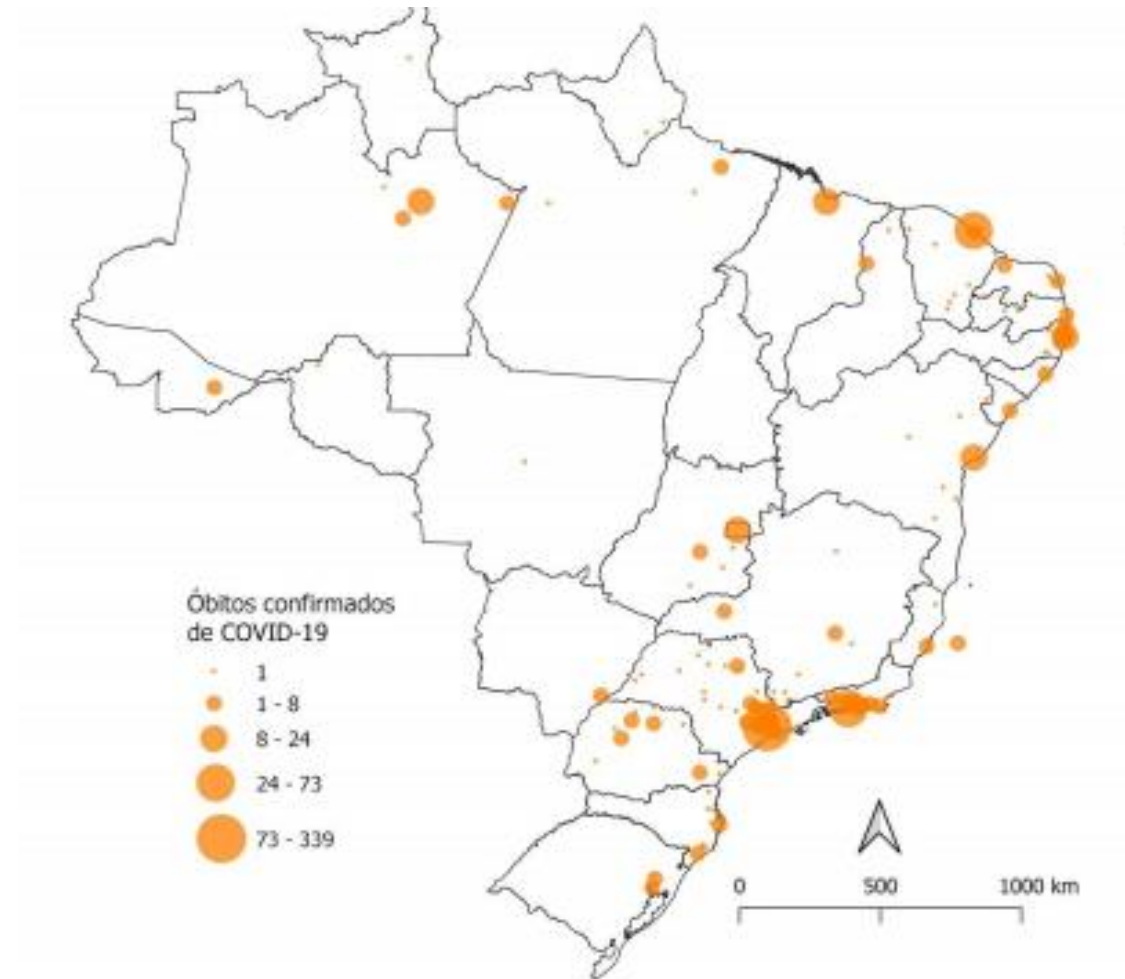 Óbitos confirmados
de COVID-19
1
1 - 8
8 - 24
24 - 73
73 - 339
0 500 1000 km